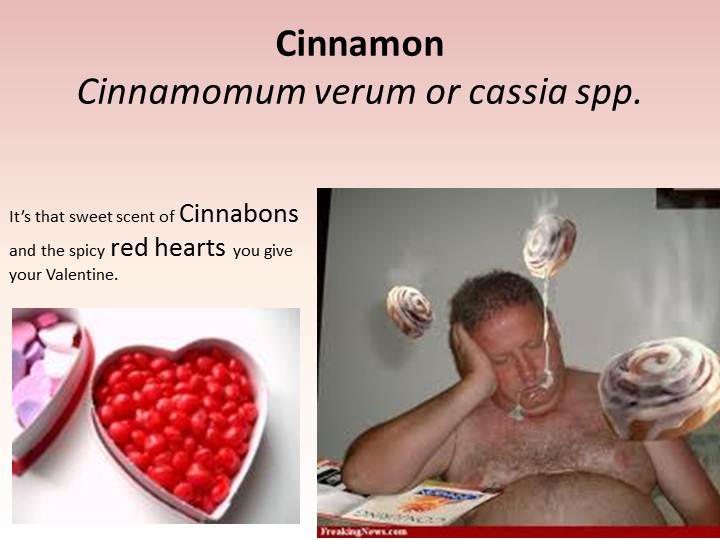 Cinnamon
Cinnamomum verum or cassia spp.
It’s that sweet scent of Cinnabons
and the spicy red hearts you give
your Valentine.
FreakingNews.com